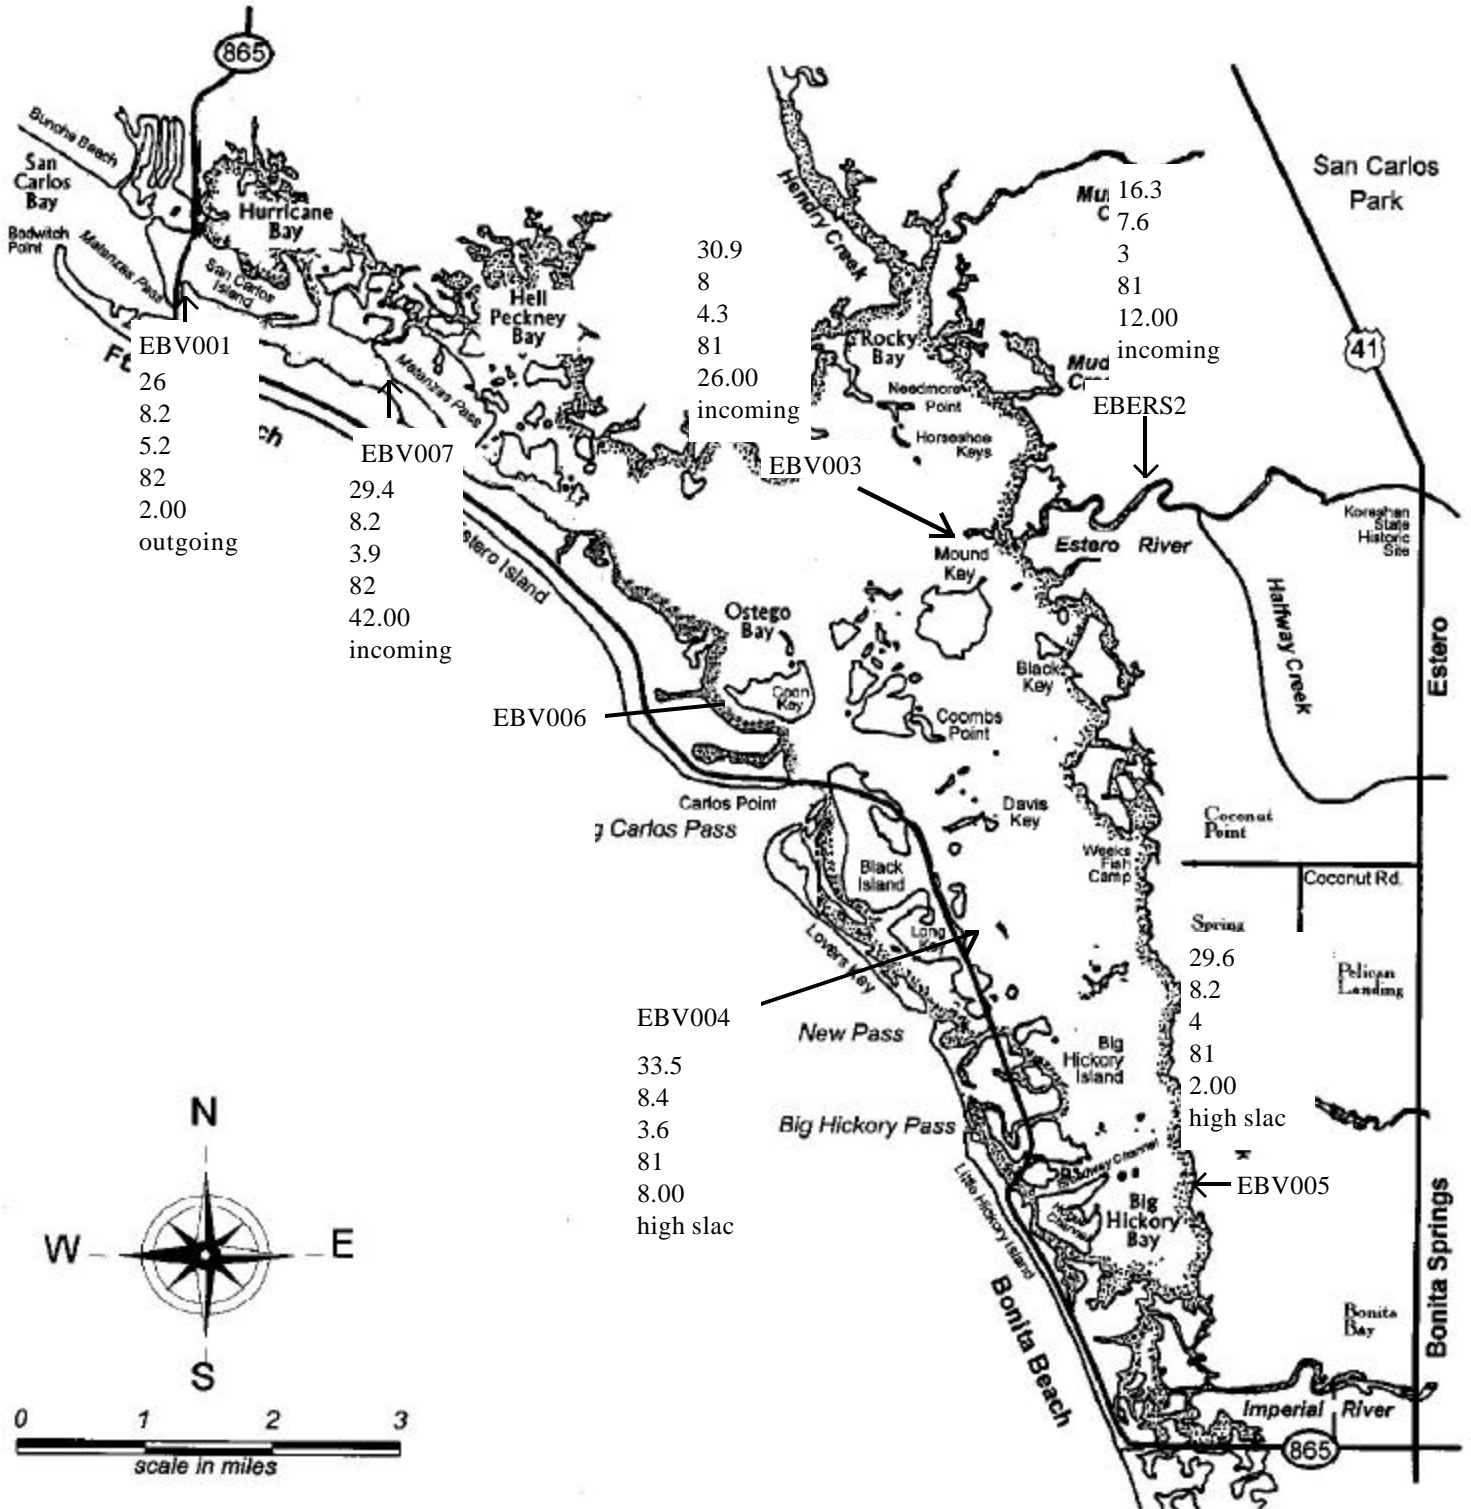 865
Bunche Beach
San
Carlos
Bay
Hurricane
Bay
Bodwitch
Point
Matanzas Pass
San Carlos
Island
Hell
Peckney
Bay
Matanzas Pass
EBV001
26
8.2
5.2
82
2.00
outgoing
EBV007
29.4
8.2
3.9
82
42.00
incoming
30.9
8
4.3
81
26.00
incoming
EBV003
Hendry Creek
Rocky
Bay
Needmore
Point
Horseshoe
Keys
16.3
7.6
3
81
12.00
incoming
EBERS2
San Carlos
Park
41
Koreshan
State
Historic
Site
Estero River
Halfway Creek
Estero
Mound
Key
Ostego
Bay
Coon
Key
Black
Key
Coombs
Point
EBV006
Carlos Point
g Carlos Pass
Davis
Key
Weeks
Fish
Camp
Coconut
Point
Coconut Rd.
Black
Island
Lovers Key
Long
Key
Spring
29.6
8.2
4
81
2.00
high slac
Pelican
Landing
EBV004
33.5
8.4
3.6
81
8.00
high slac
New Pass
Big
Hickory
Island
Big Hickory Pass
EBV005
Big
Hickory
Bay
Little Hickory Island
Bonita Beach
Bonita Springs
Bonita
Bay
Imperial River
865
N
W
E
S
0 1 2 3
scale in miles